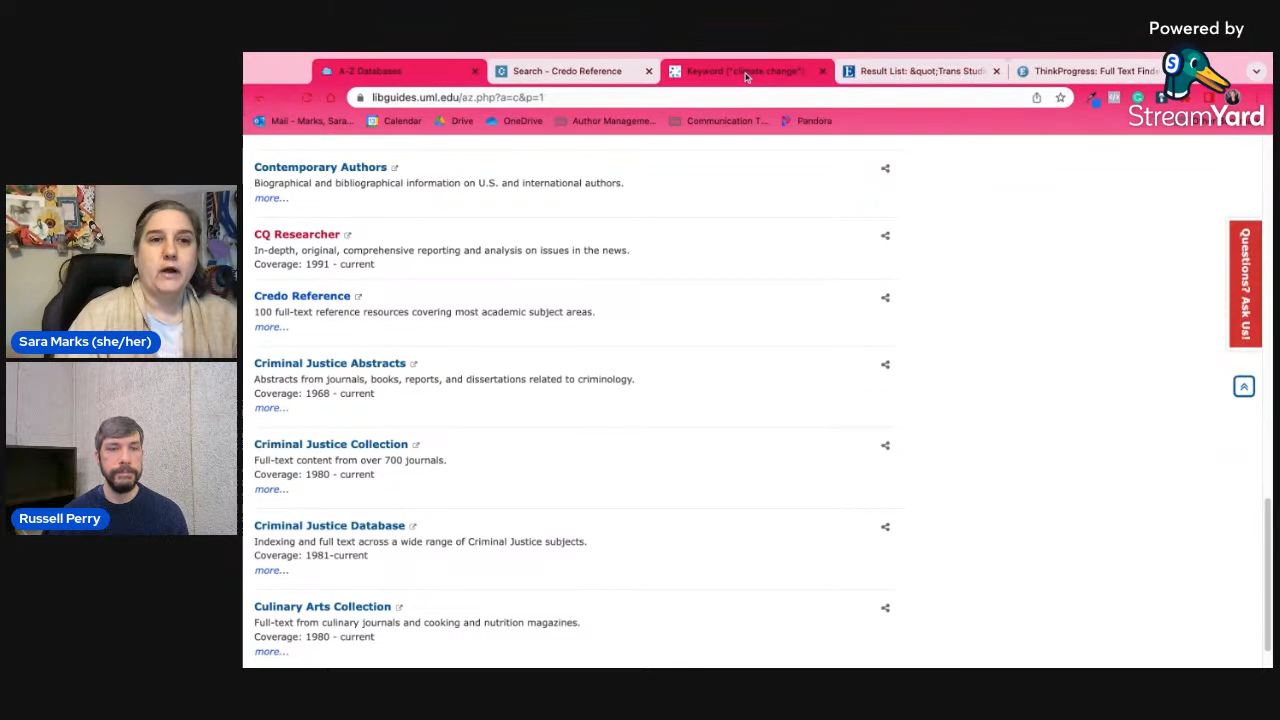 Powered by
StreamYard
A-Z Databases
Search - Credo Reference
Keyword ("climate change")
Result List: &quot;Trans Stud
ThinkProgress: Full Text Finde
libguides.uml.edu/az.php?a=c&p=1
Mail - Marks, Sara...
Calendar
Drive
OneDrive
Author Manageme...
Communication T...
Pandora
Contemporary Authors
Biographical and bibliographical information on U.S. and international authors.
more...
CQ Researcher
In-depth, original, comprehensive reporting and analysis on issues in the news.
Coverage: 1991 - current
Credo Reference
100 full-text reference resources covering most academic subject areas.
more...
Criminal Justice Abstracts
Abstracts from journals, books, reports, and dissertations related to criminology.
Coverage: 1968 - current
more...
Criminal Justice Collection
Full-text content from over 700 journals.
Coverage: 1980 - current
more...
Criminal Justice Database
Indexing and full text across a wide range of Criminal Justice subjects.
Coverage: 1981-current
more...
Culinary Arts Collection
Full-text from culinary journals and cooking and nutrition magazines.
Coverage: 1980 - current
more...
Questions? Ask Us!
Sara Marks (she/her)
Russell Perry